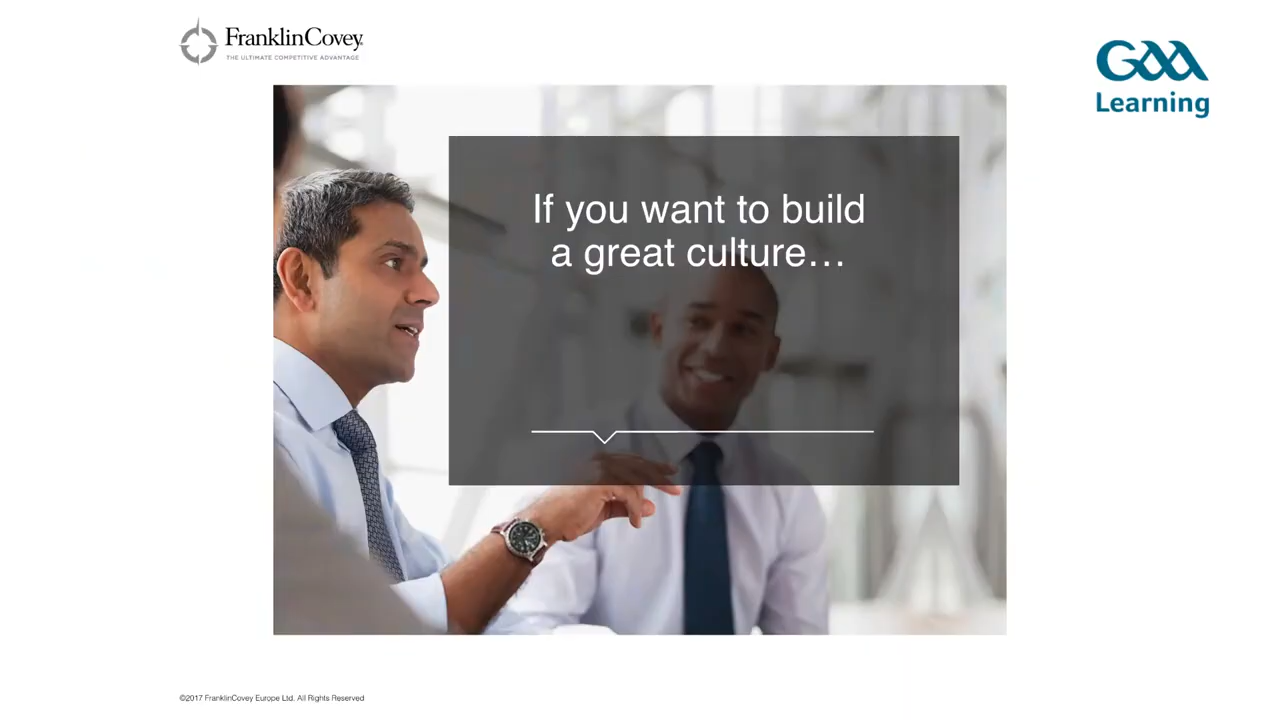 FranklinCovey
THE ULTIMATE COMPETITIVE ADVANTAGE
GAA
Learning
If you want to build
a great culture…
©2017 FranklinCovey Europe Ltd. All Rights Reserved